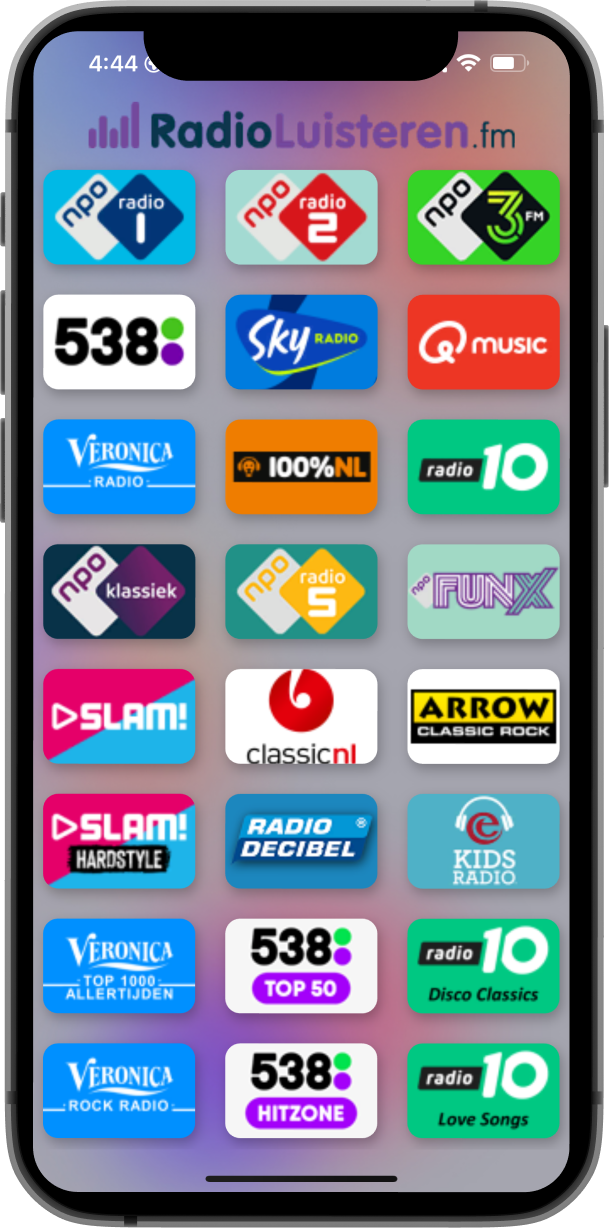 4:44
RadioLuisteren.fm
npo radio 1
npo radio 2
npo 3 FM
538
Sky RADIO
Q MUSIC
VERONICA
RADIO
100%NL
radio 10
npo klassiek
npo radio 5
npo FUNX
SLAM!
classicnl
ARROW
CLASSIC ROCK
SLAM!
HARDSTYLE
RADIO ®
DECIBEL
e
KIDS
RADIO
VERONICA
TOP 1000
ALLERTIJDEN
538
TOP 50
radio 10
Disco Classics
VERONICA
ROCK RADIO
538
HITZONE
radio 10
Love Songs